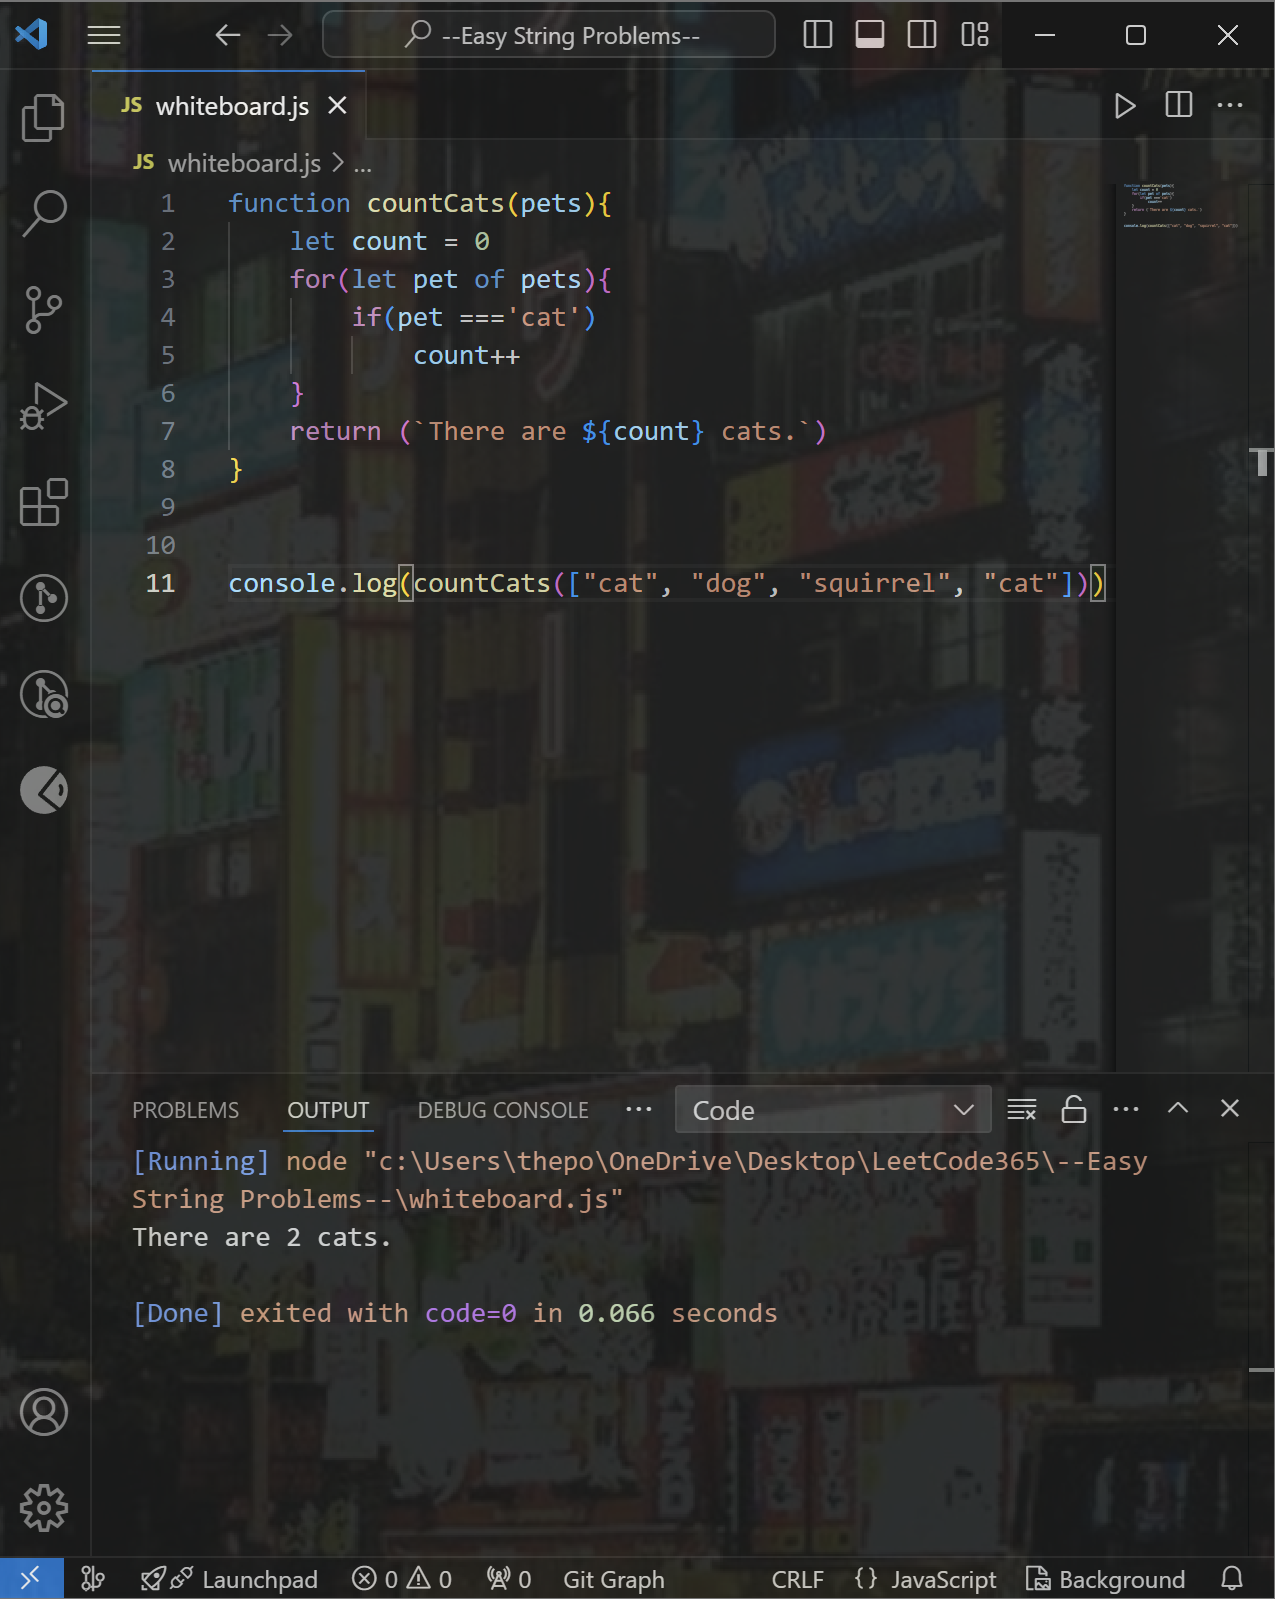 --Easy String Problems--
JS whiteboard.js
JS whiteboard.js > ...
1 function countCats(pets){
2 let count = 0
3 for(let pet of pets){
4 if(pet ==='cat')
5 count++
6 }
7 return (`There are ${count} cats.`)
8 }
9
10
11 console.log(countCats(["cat", "dog", "squirrel", "cat"]))
PROBLEMS OUTPUT DEBUG CONSOLE ... Code
[Running] node "c:\Users\thepo\OneDrive\Desktop\LeetCode365\--Easy
String Problems--\whiteboard.js"
There are 2 cats.
[Done] exited with code=0 in 0.066 seconds
Launchpad 0 0 0 Git Graph CRLF {} JavaScript Background